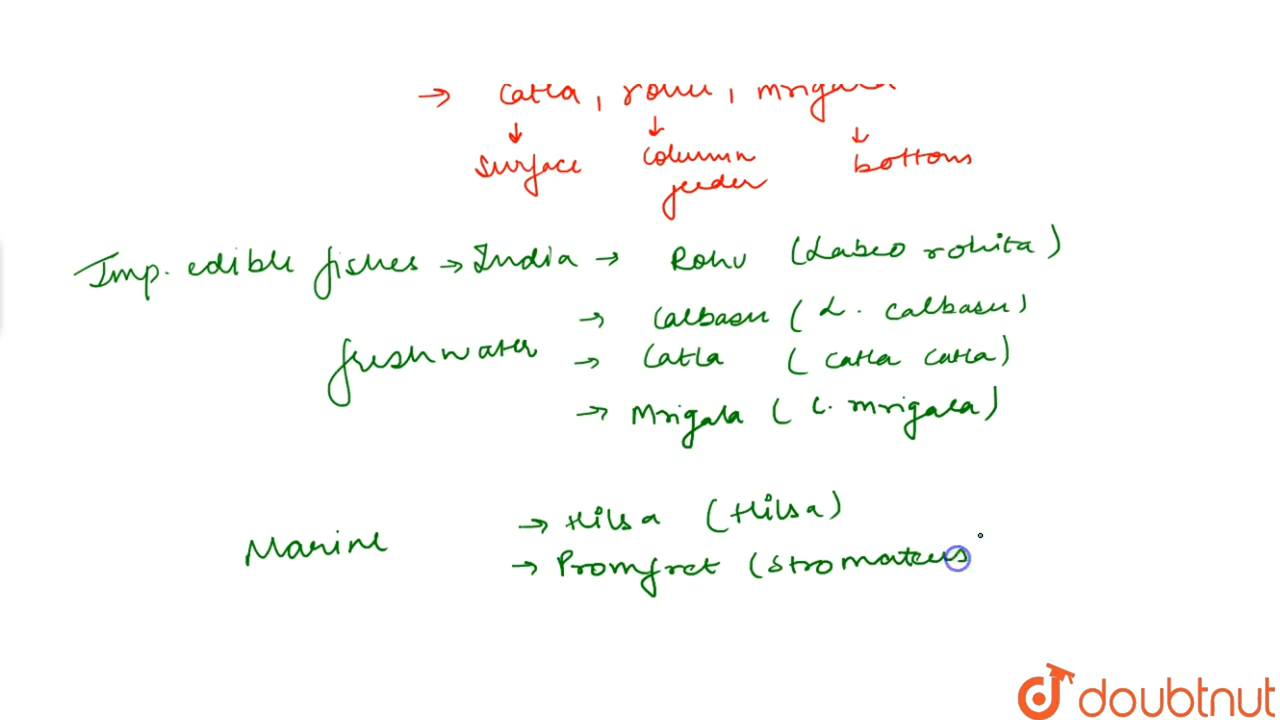 → Catla, rohu, mrigala
↓ ↓ ↓
Surface column feeder bottom
Imp. edible fishes → India → Rohu (Labeo rohita)
freshwater → Calbasu (L. calbasu)
→ Catla (Catla catla)
→ Mrigala (C. mrigala)
Marine → Hilsa (Hilsa)
→ Promfret (Stromateus
doubtnut